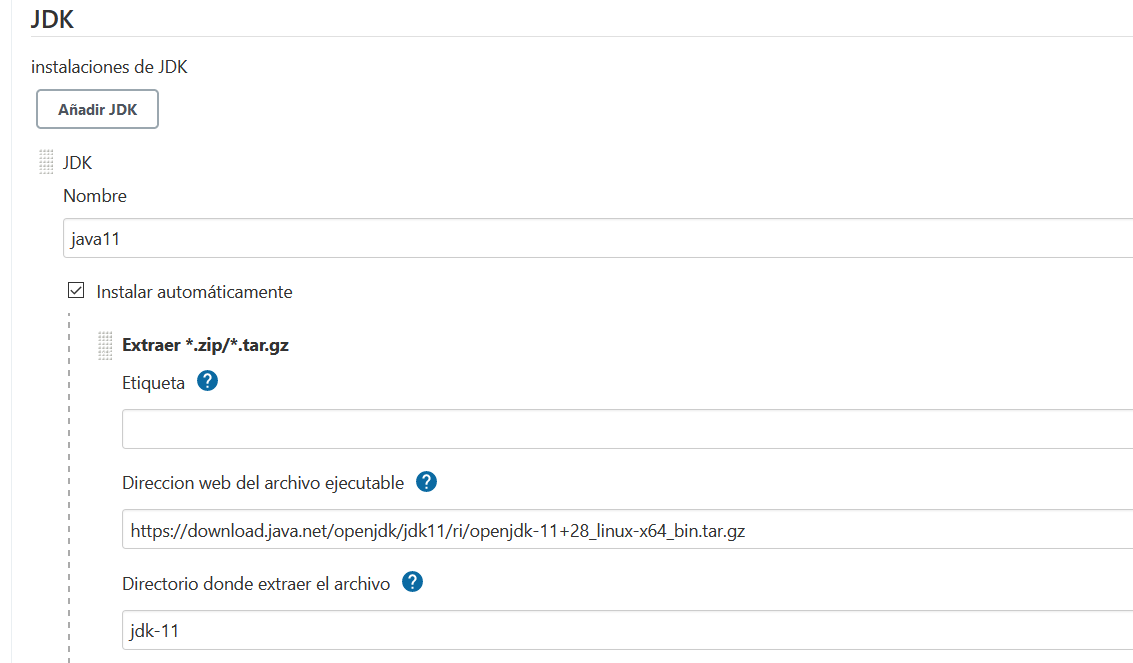 JDK
instalaciones de JDK
Añadir JDK
JDK
Nombre
java11
Instalar automáticamente
Extraer *.zip/*.tar.gz
Etiqueta ?
Direccion web del archivo ejecutable ?
https://download.java.net/openjdk/jdk11/ri/openjdk-11+28_linux-x64_bin.tar.gz
Directorio donde extraer el archivo ?
jdk-11